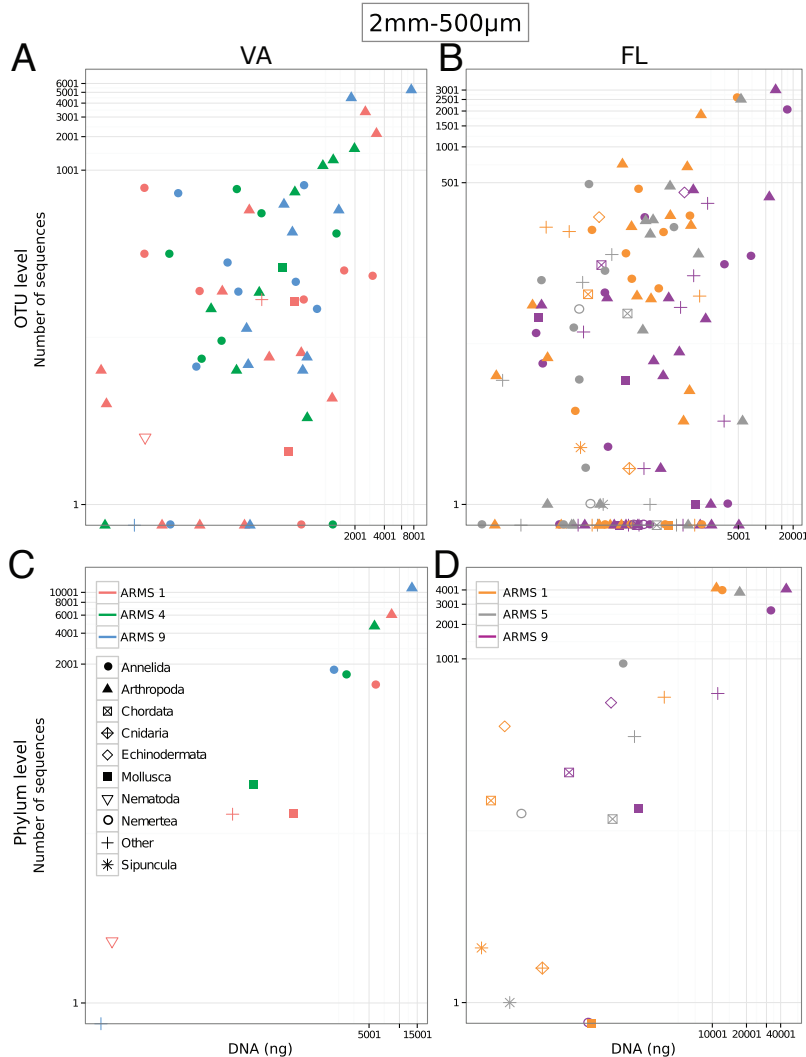 2mm-500µm
A
VA
B
FL
OTU level
Number of sequences
6001
5001
4001
3001
2001
1001
1
2001
4001
8001
3001
2501
2001
1501
1001
501
1
5001
10001
20001
C
D
Phylum level
Number of sequences
10001
8001
6001
4001
2001
1
ARMS 1
ARMS 4
ARMS 9
Annelida
Arthropoda
Chordata
Cnidaria
Echinodermata
Mollusca
Nematoda
Nemertea
Other
Sipuncula
5001
15001
DNA (ng)
4001
3001
2001
1001
1
ARMS 1
ARMS 5
ARMS 9
10001
20001
40001
DNA (ng)